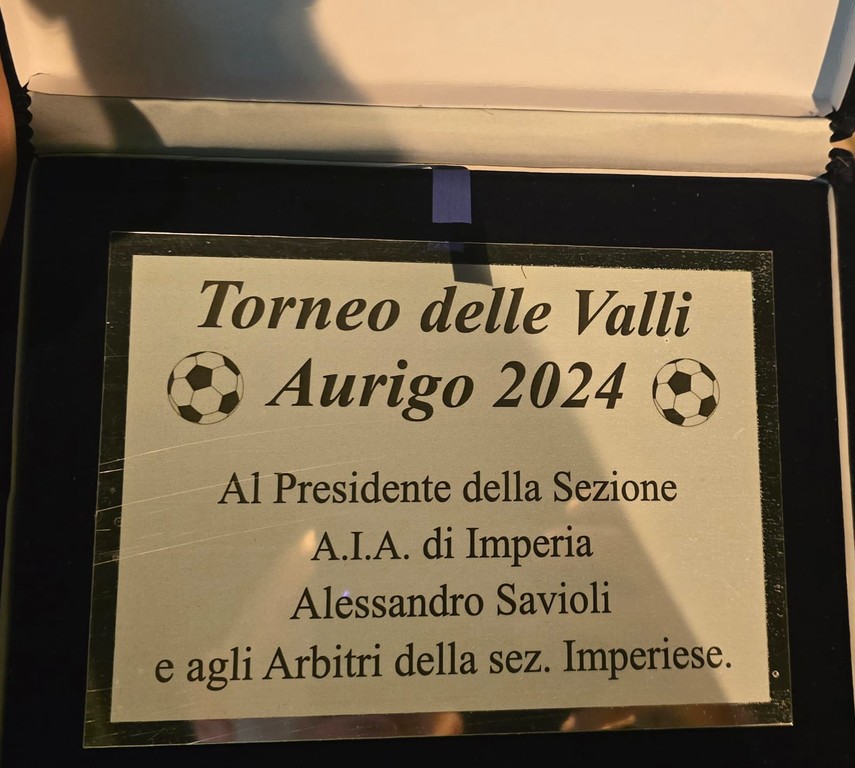 Torneo delle Valli
Aurigo 2024
Al Presidente della Sezione
A.I.A. di Imperia
Alessandro Savioli
e agli Arbitri della sez. Imperiese.